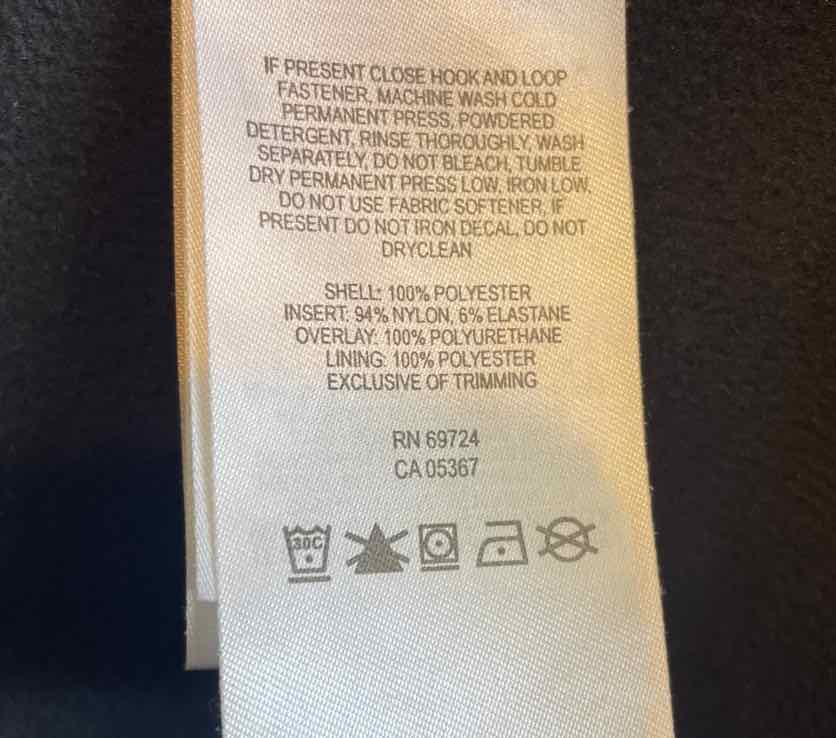 IF PRESENT CLOSE HOOK AND LOOP
FASTENER, MACHINE WASH COLD
PERMANENT PRESS, POWDERED
DETERGENT, RINSE THOROUGHLY, WASH
SEPARATELY, DO NOT BLEACH, TUMBLE
DRY PERMANENT PRESS LOW, IRON LOW,
DO NOT USE FABRIC SOFTENER, IF
PRESENT DO NOT IRON DECAL, DO NOT
DRYCLEAN
SHELL: 100% POLYESTER
INSERT: 94% NYLON, 6% ELASTANE
OVERLAY: 100% POLYURETHANE
LINING: 100% POLYESTER
EXCLUSIVE OF TRIMMING
RN 69724
CA 05367
30C